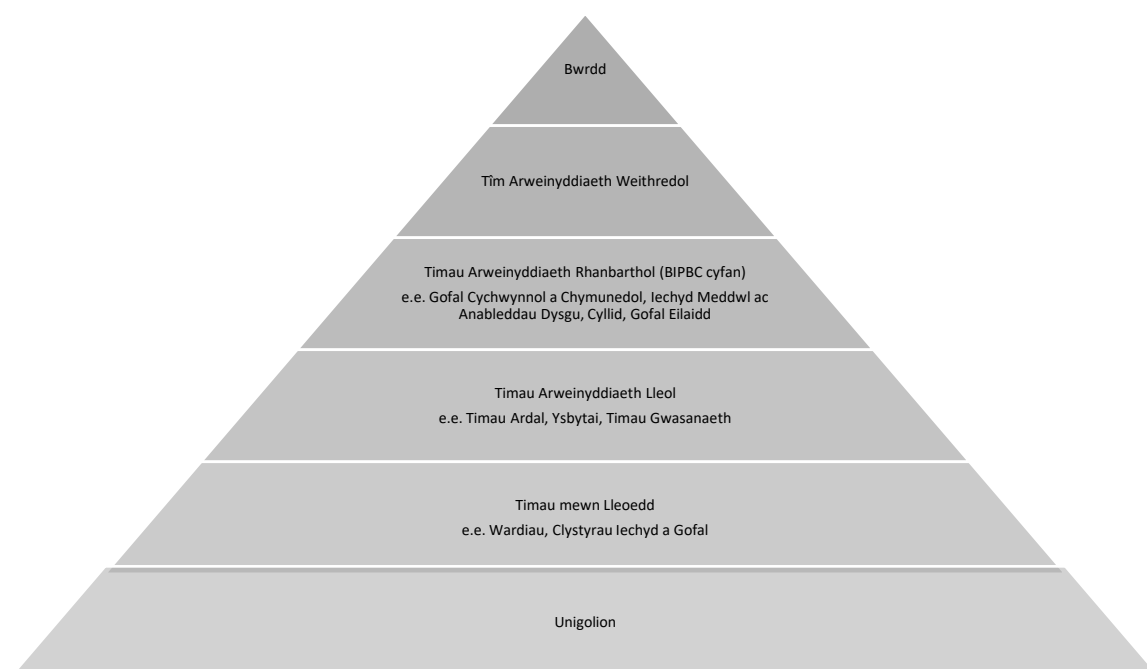 Bwrdd
Tîm Arweinyddiaeth Weithredol
Timau Arweinyddiaeth Rhanbarthol (BIPBC cyfan)
e.e. Gofal Cychwynnol a Chymunedol, Iechyd Meddwl ac
Anableddau Dysgu, Cyllid, Gofal Eilaidd
Timau Arweinyddiaeth Lleol
e.e. Timau Ardal, Ysbytai, Timau Gwasanaeth
Timau mewn Lleoedd
e.e. Wardiau, Clystyrau Iechyd a Gofal
Unigolion